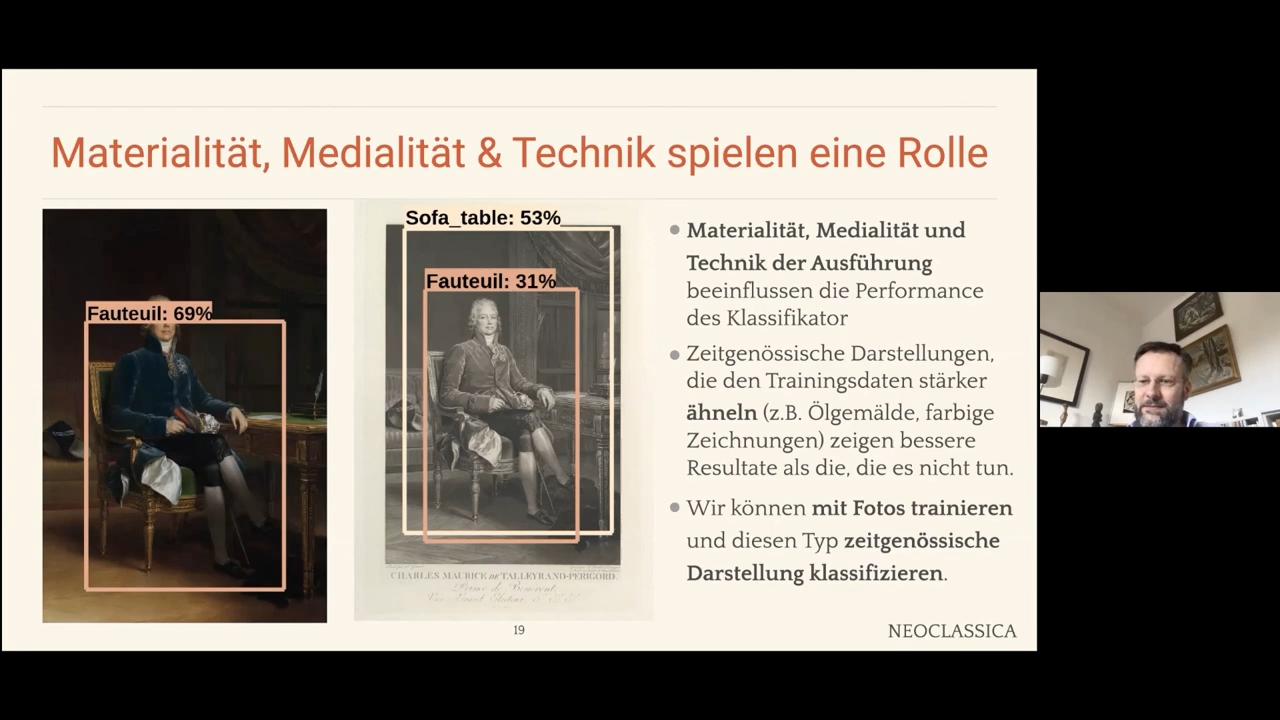 Materialität, Medialität & Technik spielen eine Rolle
Fauteuil: 69%
Sofa_table: 53%
Fauteuil: 31%
CHARLES MAURICE DE TALLEYRAND-PERIGORD.
Materialität, Medialität und
Technik der Ausführung
beeinflussen die Performance
des Klassifikator
Zeitgenössische Darstellungen,
die den Trainingsdaten stärker
ähneln (z.B. Ölgemälde, farbige
Zeichnungen) zeigen bessere
Resultate als die, die es nicht tun.
Wir können mit Fotos trainieren
und diesen Typ zeitgenössische
Darstellung klassifizieren.
19
NEOCLASSICA